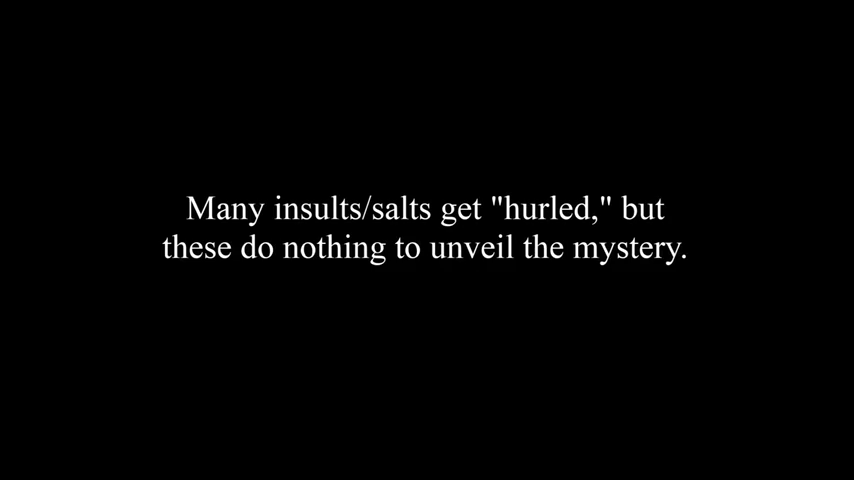 Many insults/salts get "hurled," but
these do nothing to unveil the mystery.